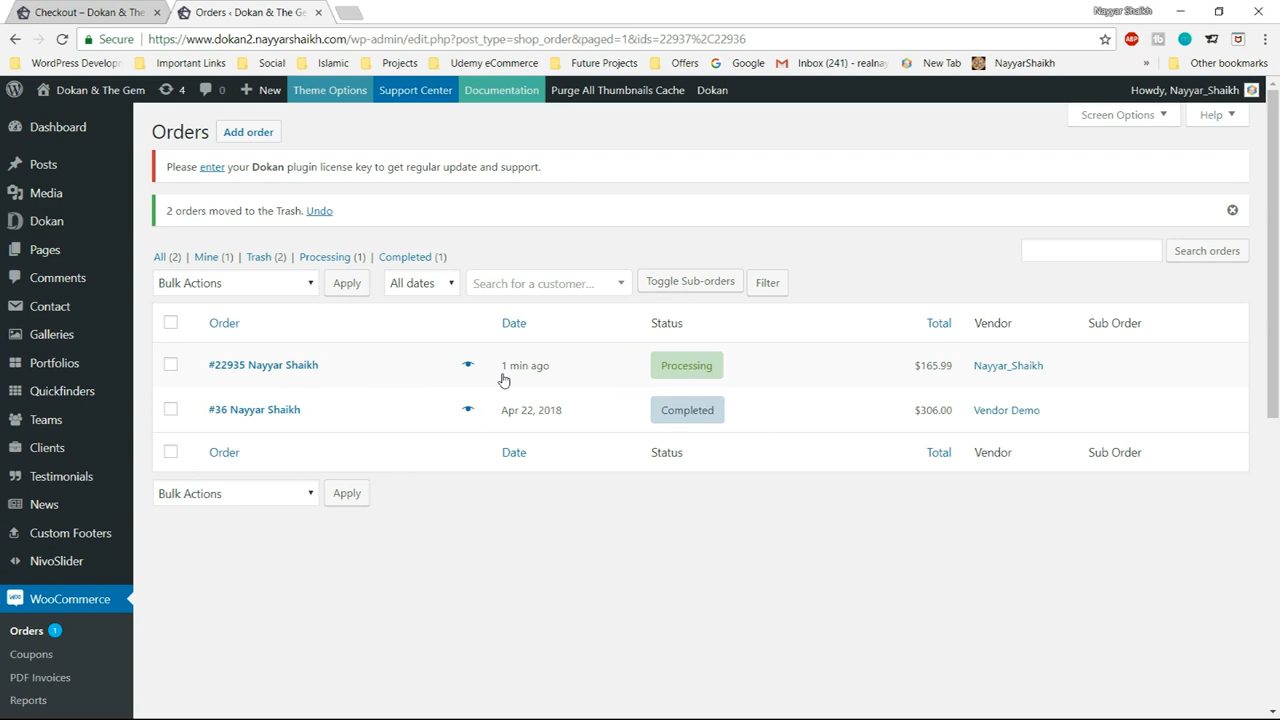 Checkout – Dokan & The
Orders ‹ Dokan & The Ge
Nayyar Shaikh
Secure
https://www.dokan2.nayyarshaikh.com/wp-admin/edit.php?post_type=shop_order&paged=1&ids=22937%2C22936
ABP
WordPress Developm
Important Links
Social
Islamic
Projects
Udemy eCommerce
Future Projects
Offers
Google
Inbox (241) - realnay
New Tab
NayyarShaikh
»
Other bookmarks
Dokan & The Gem
4
0
New
Theme Options
Support Center
Documentation
Purge All Thumbnails Cache
Dokan
Howdy, Nayyar_Shaikh
Screen Options
Help
Dashboard
Posts
Media
Dokan
Pages
Comments
Contact
Galleries
Portfolios
Quickfinders
Teams
Clients
Testimonials
News
Custom Footers
NivoSlider
WooCommerce
Orders 1
Coupons
PDF Invoices
Reports
Orders
Add order
Please enter your Dokan plugin license key to get regular update and support.
2 orders moved to the Trash. Undo
All (2) | Mine (1) | Trash (2) | Processing (1) | Completed (1)
Search orders
Bulk Actions
Apply
All dates
Search for a customer...
Toggle Sub-orders
Filter
Order Date Status Total Vendor Sub Order
#22935 Nayyar Shaikh 1 min ago Processing $165.99 Nayyar_Shaikh
#36 Nayyar Shaikh Apr 22, 2018 Completed $306.00 Vendor Demo
Order Date Status Total Vendor Sub Order
Bulk Actions
Apply